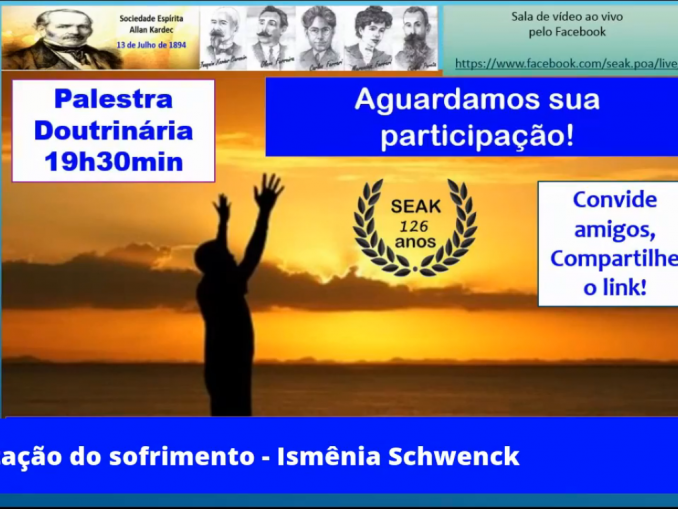 Sociedade Espírita
Allan Kardec
13 de Julho de 1894
Sala de vídeo ao vivo
pelo Facebook
https://www.facebook.com/seak.poa/live
Palestra
Doutrinária
19h30min
Aguardamos sua
participação!
SEAK
126
anos
Convide
amigos,
Compartilhe
o link!
ação do sofrimento - Ismênia Schwenck